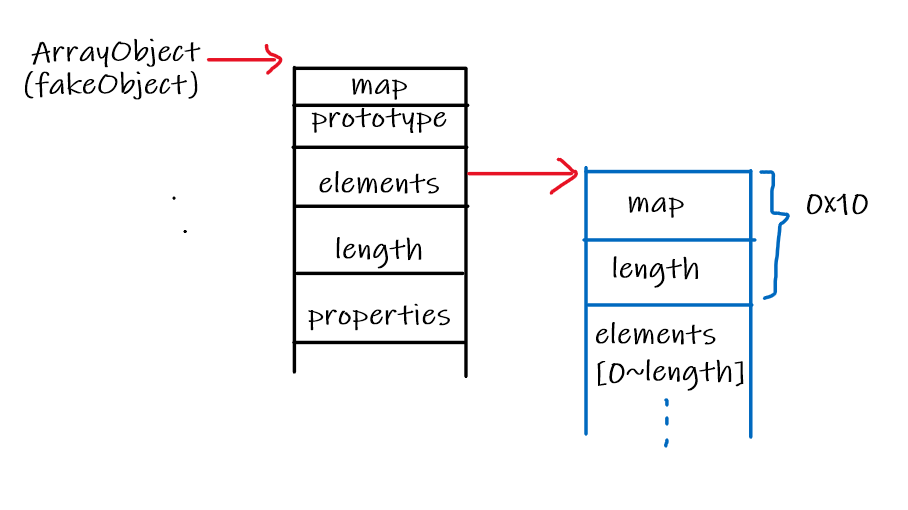 ArrayObject
(fakeObject)
map
prototype
elements
length
properties
map
length
elements
[0~length]
0x10